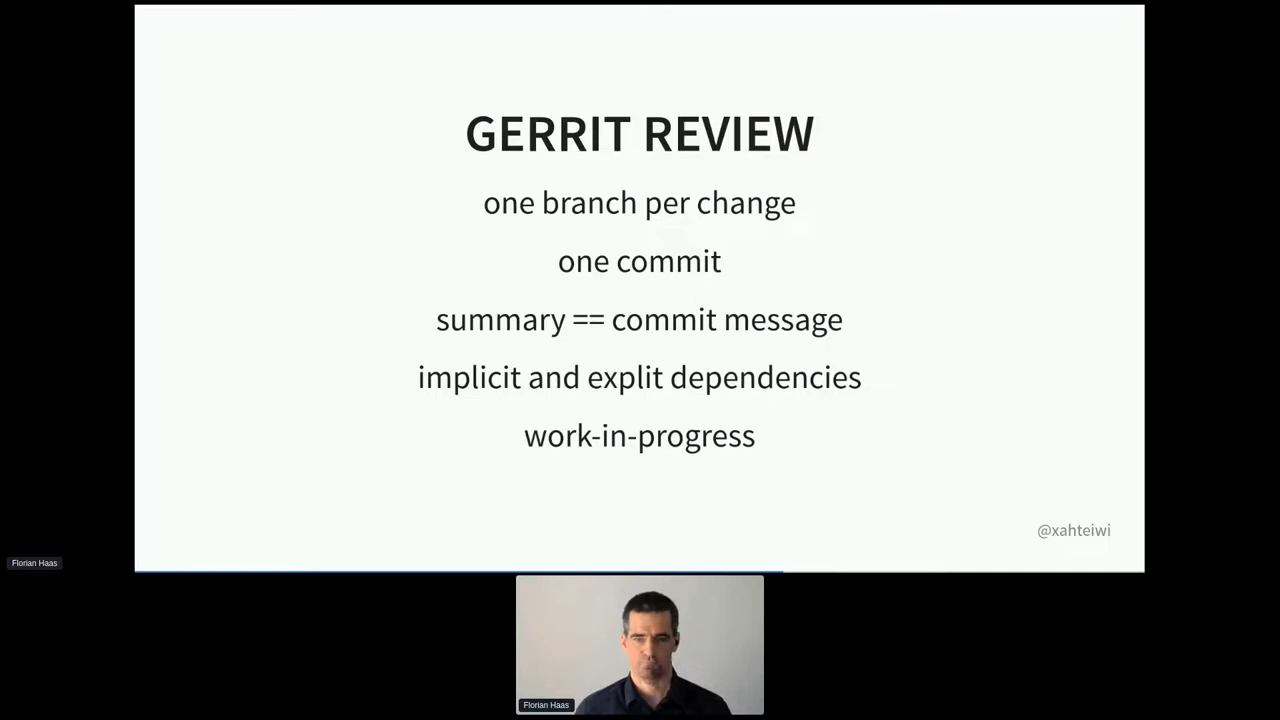 GERRIT REVIEW
one branch per change
one commit
summary == commit message
implicit and explit dependencies
work-in-progress
@xahteiwi
Florian Haas
Florian Haas